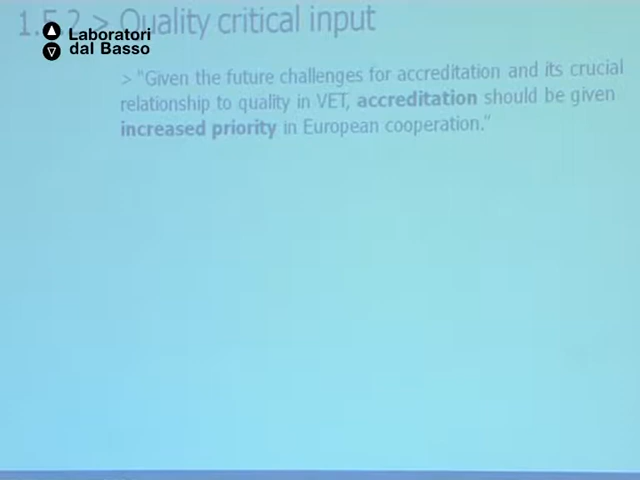 1.5.2 > Quality critical input
Laboratori
dal Basso
> "Given the future challenges for accreditation and its crucial
relationship to quality in VET, accreditation should be given
increased priority in European cooperation."